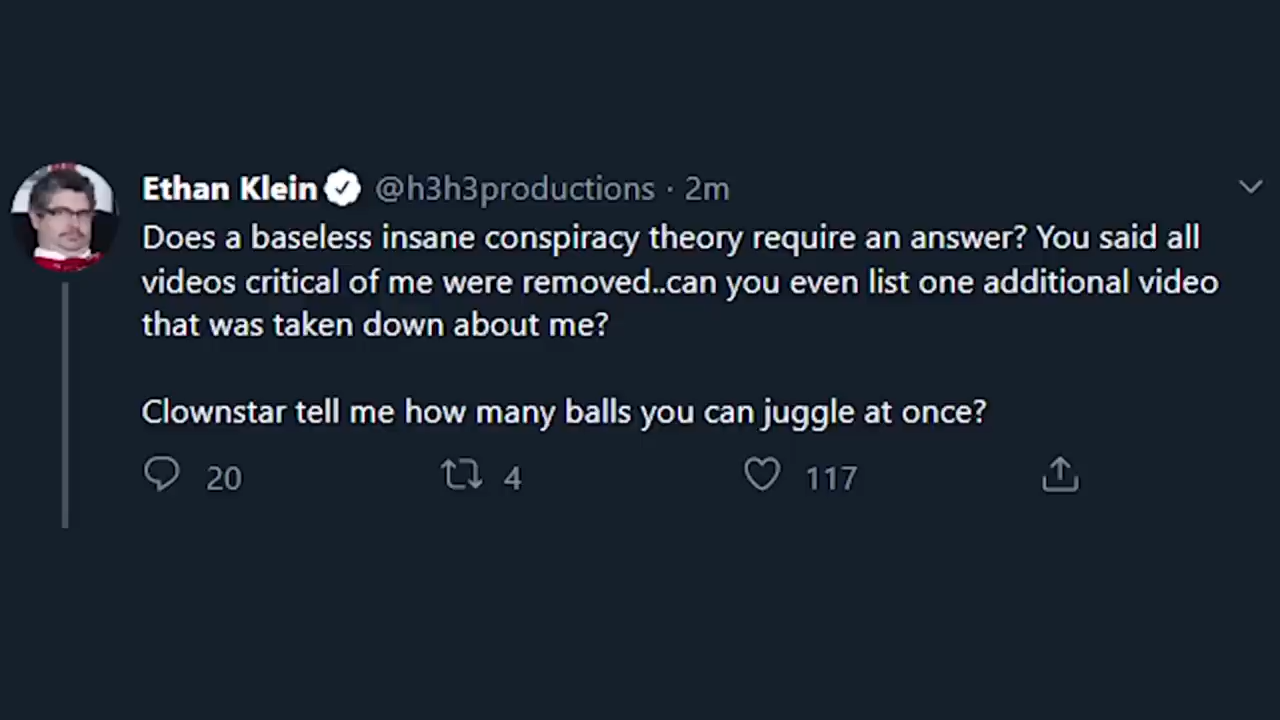 Ethan Klein @h3h3productions · 2m
Does a baseless insane conspiracy theory require an answer? You said all
videos critical of me were removed..can you even list one additional video
that was taken down about me?
Clownstar tell me how many balls you can juggle at once?
20 4 117